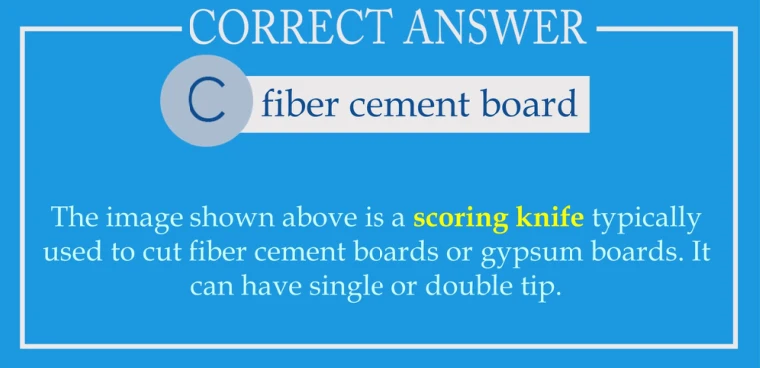 CORRECT ANSWER
C fiber cement board
The image shown above is a scoring knife typically
used to cut fiber cement boards or gypsum boards. It
can have single or double tip.